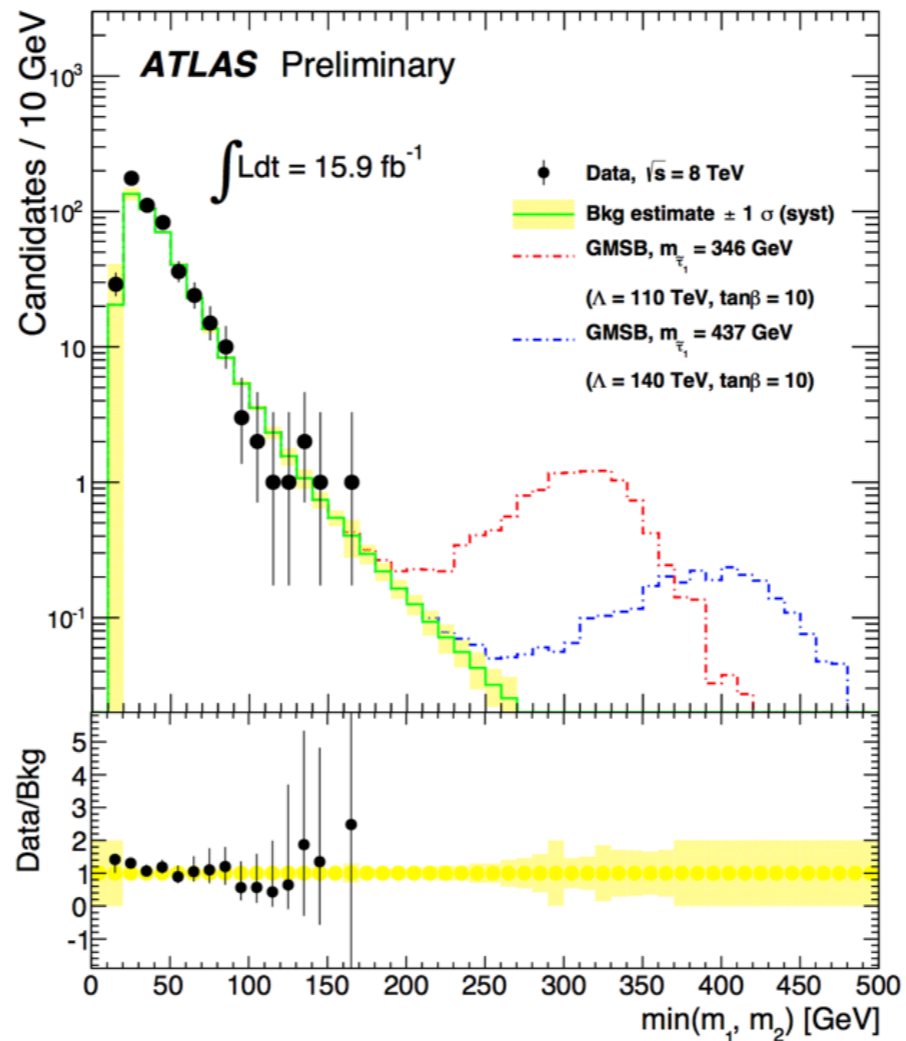 ATLAS Preliminary
∫Ldt = 15.9 fb⁻¹
Data, √s = 8 TeV
Bkg estimate ± 1 σ (syst)
GMSB, m_τ̃₁ = 346 GeV
(Λ = 110 TeV, tanβ = 10)
GMSB, m_τ̃₁ = 437 GeV
(Λ = 140 TeV, tanβ = 10)
Candidates / 10 GeV
10³
10²
10
1
10⁻¹
Data/Bkg
5
4
3
2
1
0
-1
0 50 100 150 200 250 300 350 400 450 500
min(m₁, m₂) [GeV]